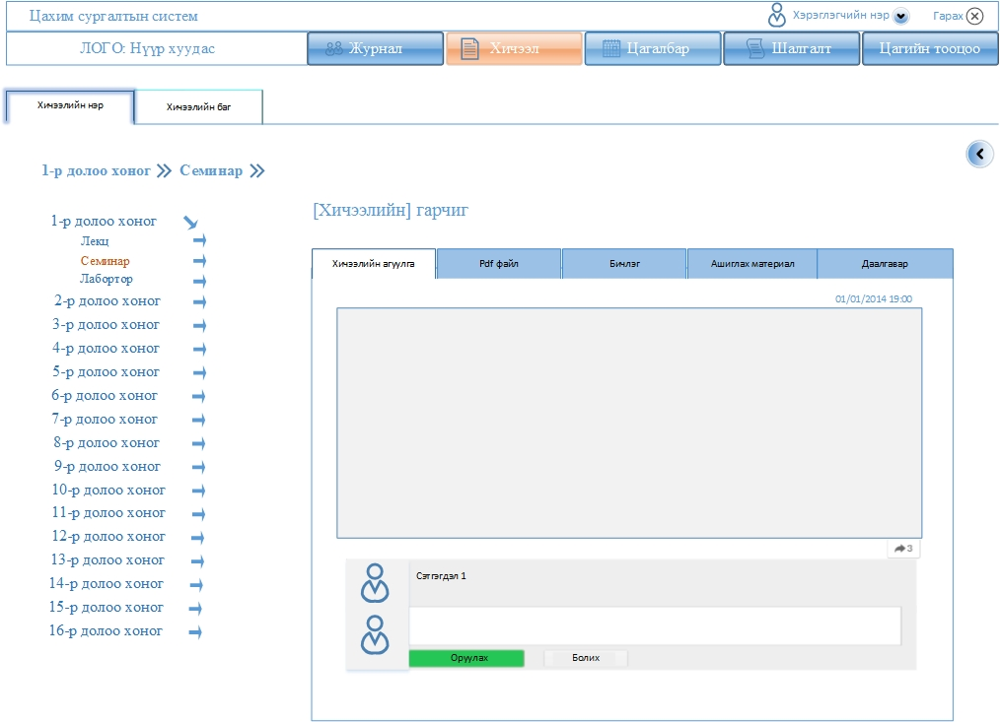 Цахим сургалтын систем
Хэрэглэгчийн нэр
Гарах
ЛОГО: Нүүр хуудас
Журнал
Хичээл
Цагалбар
Шалгалт
Цагийн тооцоо
Хичээлийн нэр
Хичээлийн баг
1-р долоо хоног
Семинар
1-р долоо хоног
Лекц
Семинар
Лабортор
2-р долоо хоног
3-р долоо хоног
4-р долоо хоног
5-р долоо хоног
6-р долоо хоног
7-р долоо хоног
8-р долоо хоног
9-р долоо хоног
10-р долоо хоног
11-р долоо хоног
12-р долоо хоног
13-р долоо хоног
14-р долоо хоног
15-р долоо хоног
16-р долоо хоног
[Хичээлийн] гарчиг
Хичээлийн агуулга
Pdf файл
Бичлэг
Ашиглах материал
Даалгавар
01/01/2014 19:00
3
Сэтгэгдэл 1
Оруулах
Болих